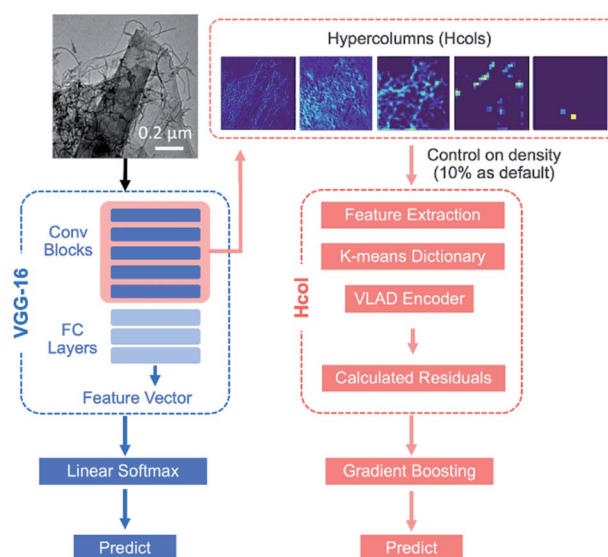 0.2 μm
Hypercolumns (Hcols)
Control on density
(10% as default)
VGG-16
Conv
Blocks
FC
Layers
Feature Vector
Linear Softmax
Predict
Hcol
Feature Extraction
K-means Dictionary
VLAD Encoder
Calculated Residuals
Gradient Boosting
Predict